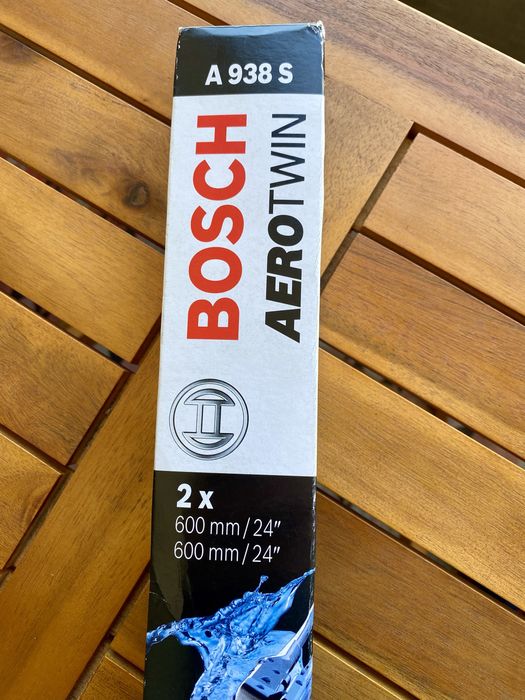 A 938 S
BOSCH
AEROTWIN
2 x
600 mm/24"
600 mm/24"